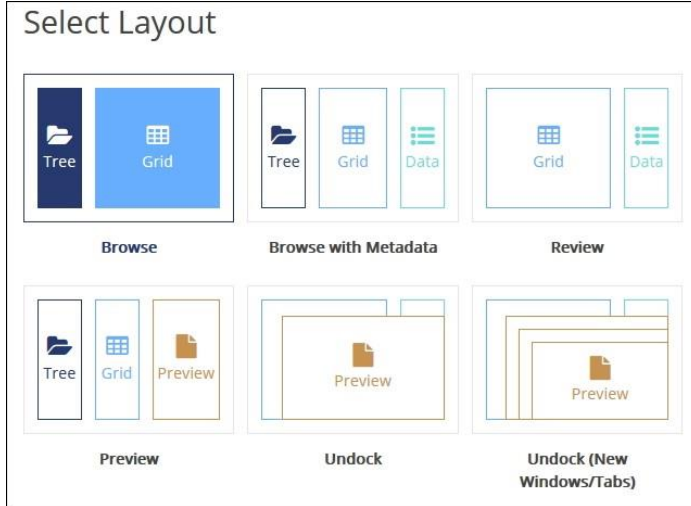 Select Layout
Tree
Grid
Tree
Grid
Data
Grid
Data
Browse
Browse with Metadata
Review
Tree
Grid
Preview
Preview
Preview
Preview
Undock
Undock (New
Windows/Tabs)